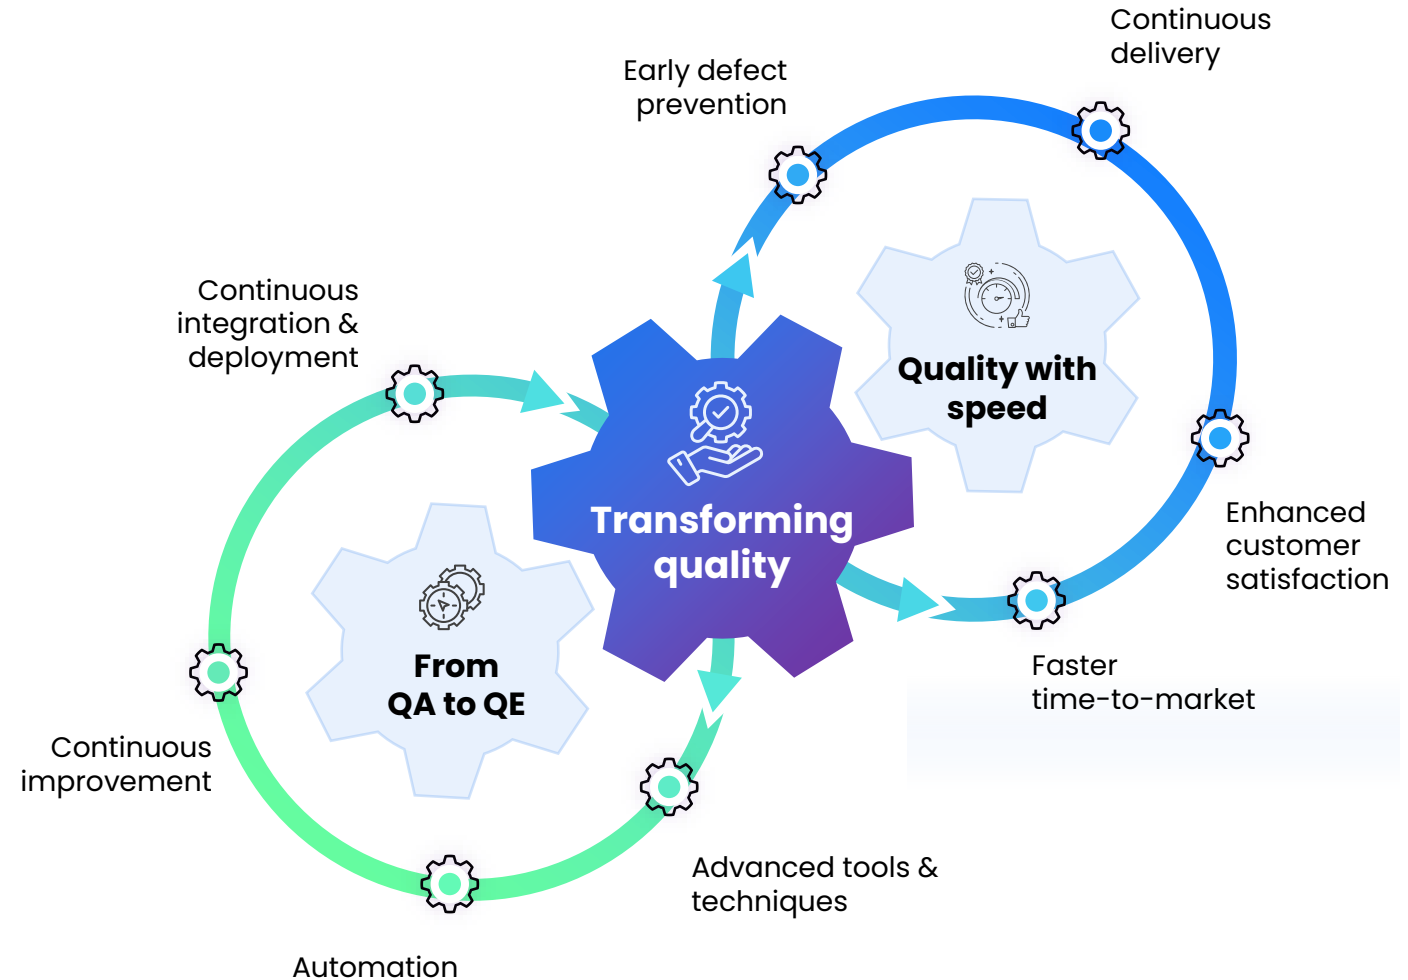 Continuous
delivery
Early defect
prevention
Continuous
integration &
deployment
Quality with
speed
Transforming
quality
Enhanced
customer
satisfaction
From
QA to QE
Faster
time-to-market
Continuous
improvement
Advanced tools &
techniques
Automation